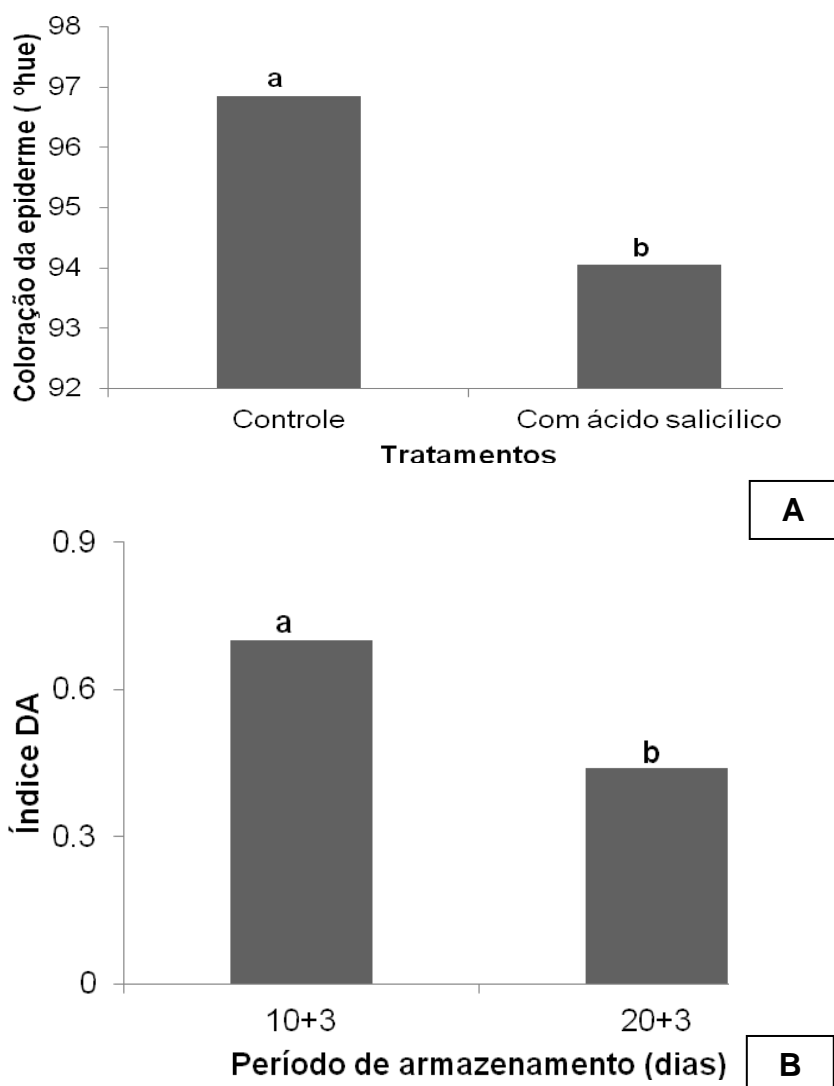 98
97
96
95
94
93
92
Coloração da epiderme ( ºhue)
a
b
Controle
Com ácido salicílico
Tratamentos
A
0.9
0.6
0.3
0
Índice DA
a
b
10+3
20+3
Período de armazenamento (dias)
B